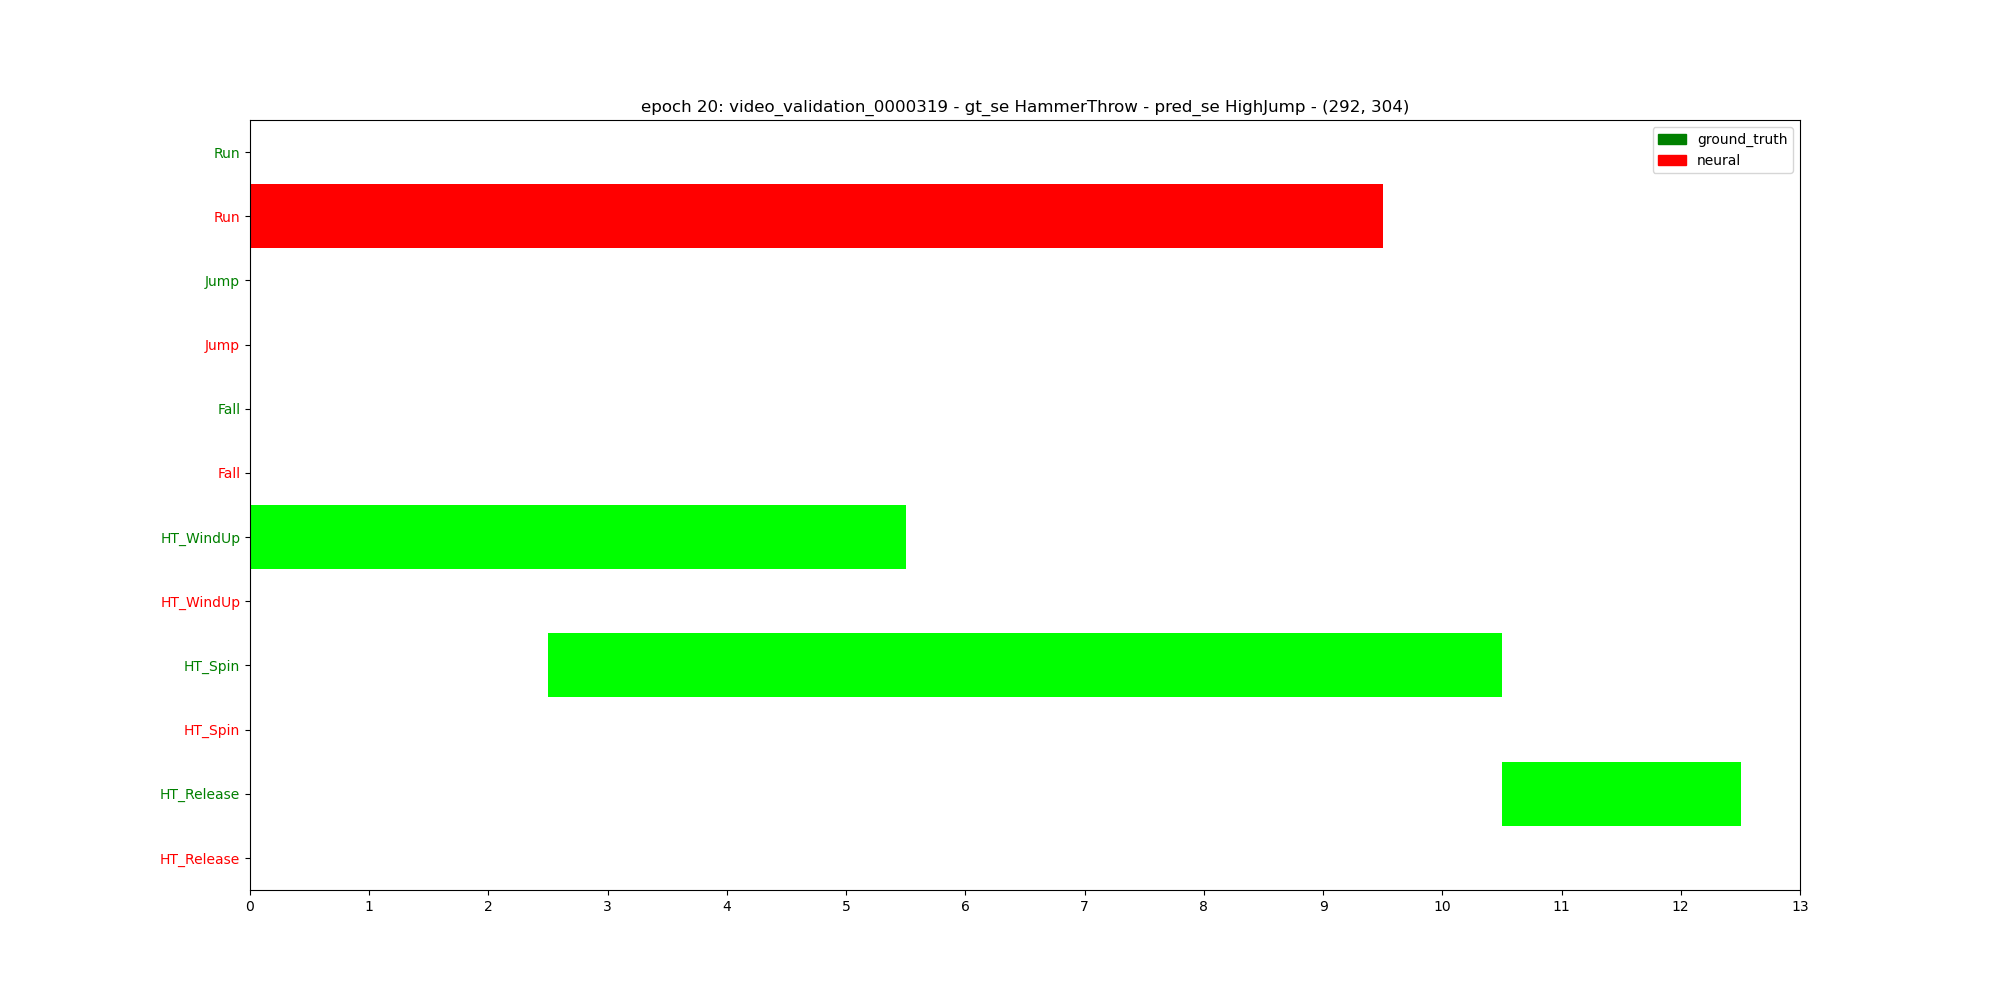 epoch 20: video_validation_0000319 - gt_se HammerThrow - pred_se HighJump - (292, 304)
ground_truth
neural
Run
Run
Jump
Jump
Fall
Fall
HT_WindUp
HT_WindUp
HT_Spin
HT_Spin
HT_Release
HT_Release
0 1 2 3 4 5 6 7 8 9 10 11 12 13